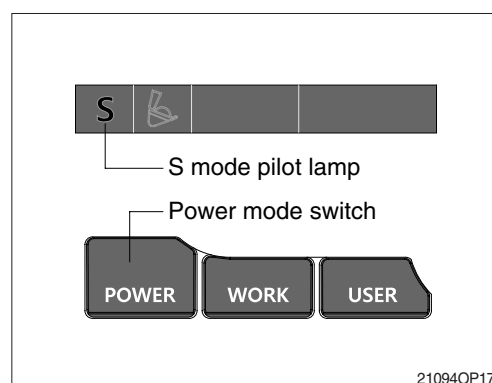 S
S mode pilot lamp
Power mode switch
POWER WORK USER
21094OP17